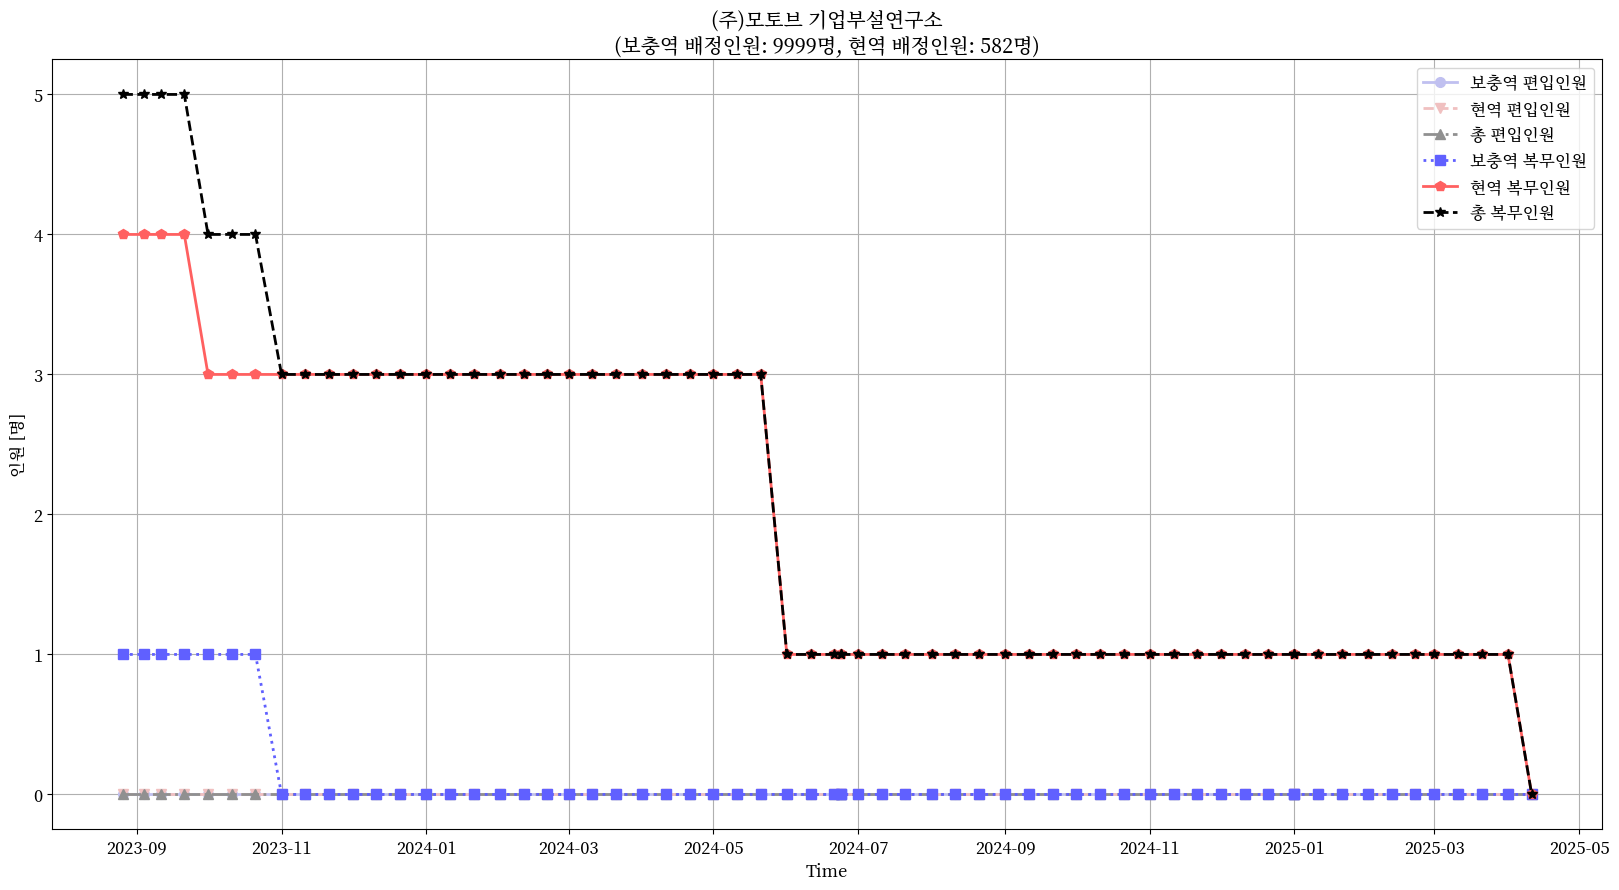 (주)모토브 기업부설연구소
(보충역 배정인원: 9999명, 현역 배정인원: 582명)
보충역 편입인원
현역 편입인원
총 편입인원
보충역 복무인원
현역 복무인원
총 복무인원
인원 [명]
5
4
3
2
1
0
2023-09 2023-11 2024-01 2024-03 2024-05 2024-07 2024-09 2024-11 2025-01 2025-03 2025-05
Time